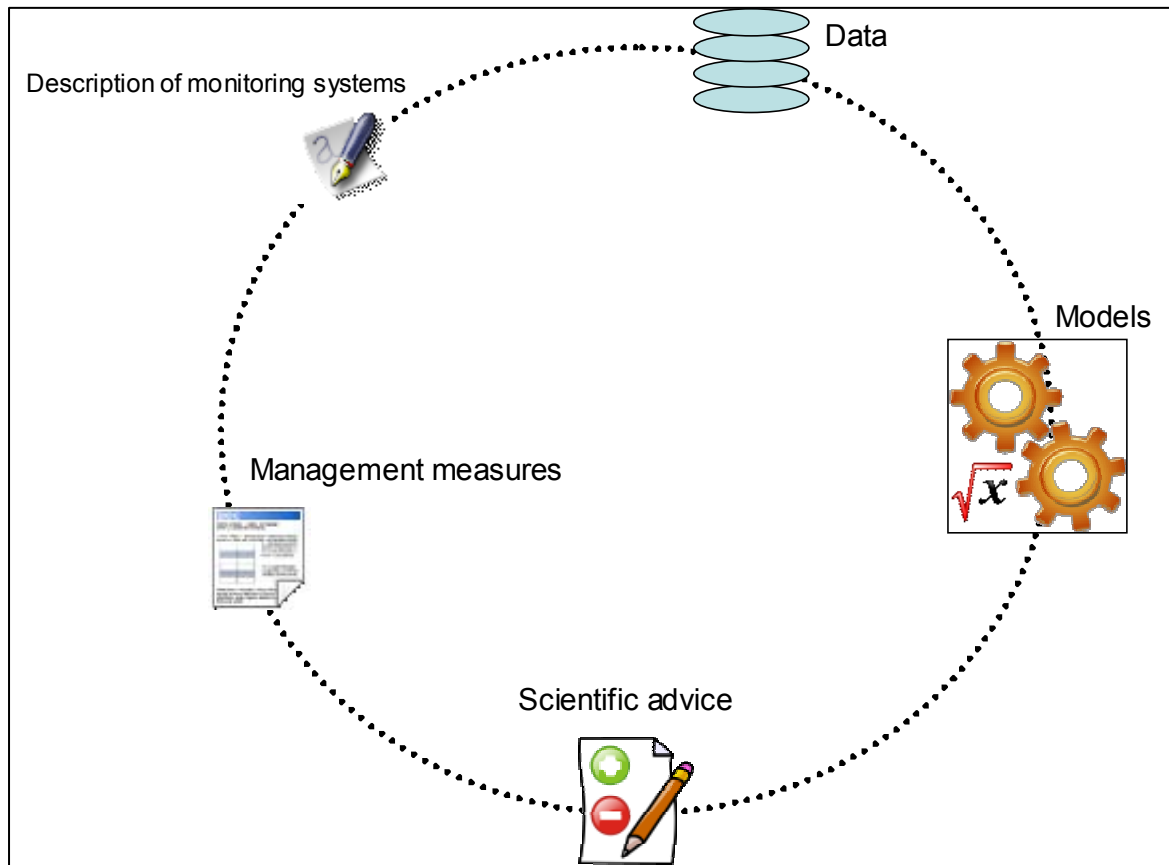 Data
Description of monitoring systems
Models
x
Management measures
Scientific advice